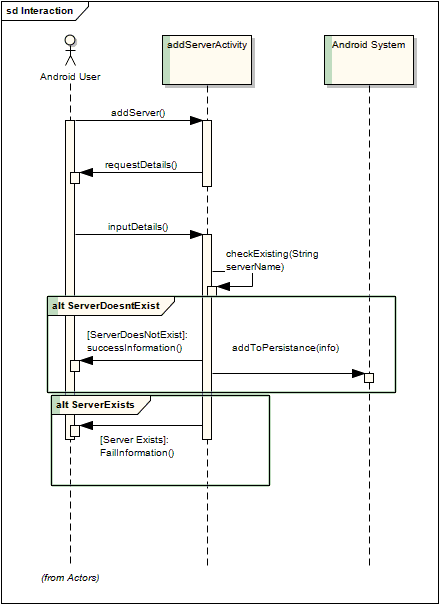 sd Interaction
addServerActivity
Android System
Android User
addServer()
requestDetails()
inputDetails()
checkExisting(String
serverName)
alt ServerDoesntExist
[ServerDoesNotExist]:
successInformation()
addToPersistance(info)
alt ServerExists
[Server Exists]:
FailInformation()
(from Actors)